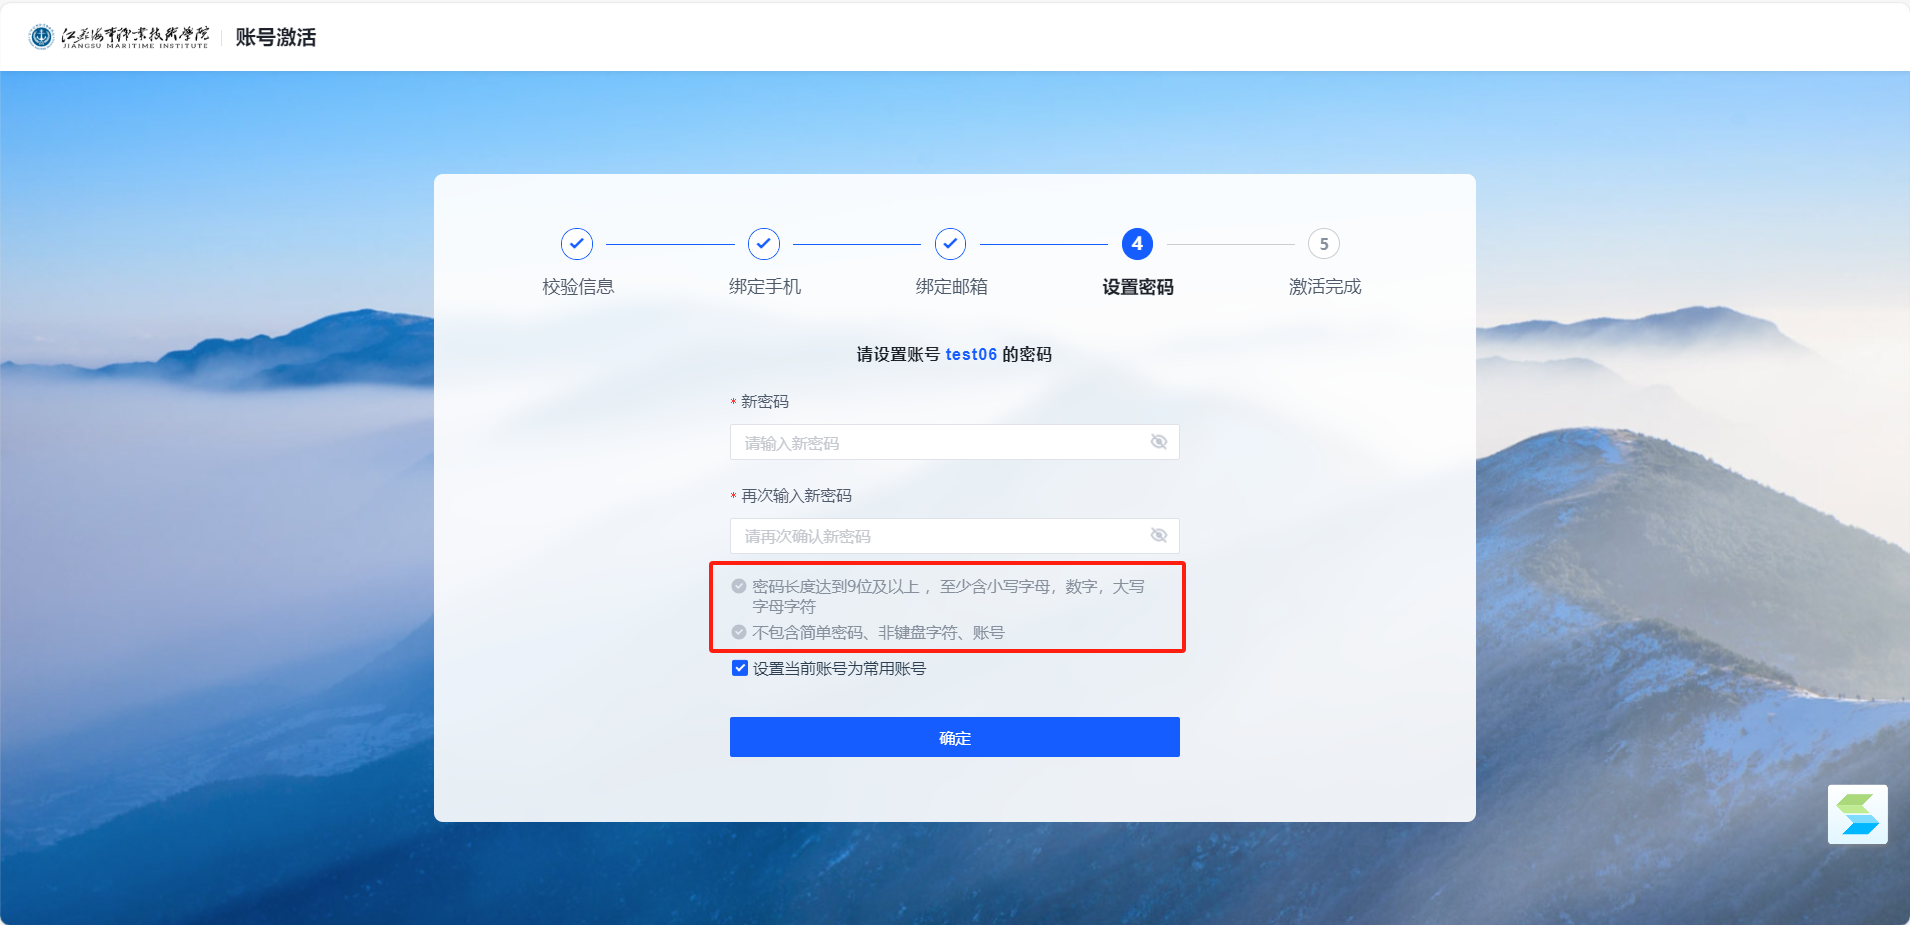 江苏海事职业技术学院
JIANGSU MARITIME INSTITUTE
账号激活
4
5
校验信息
绑定手机
绑定邮箱
设置密码
激活完成
请设置账号 test06 的密码
* 新密码
请输入新密码
* 再次输入新密码
请再次确认新密码
密码长度达到9位及以上 ，至少含小写字母，数字，大写
字母字符
不包含简单密码、非键盘字符、账号
设置当前账号为常用账号
确定